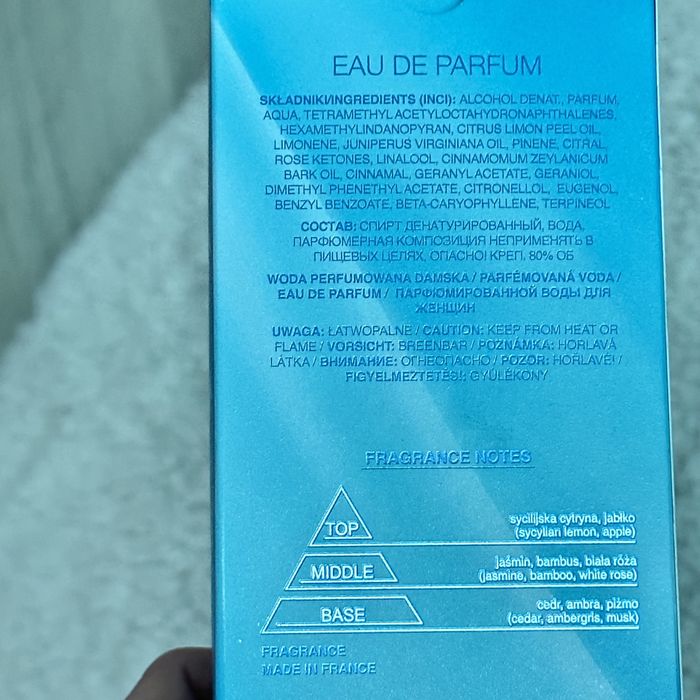 EAU DE PARFUM
SKŁADNIKI/INGREDIENTS (INCI): ALCOHOL DENAT., PARFUM,
AQUA, TETRAMETHYL ACETYLOCTAHYDRONAPHTHALENES,
HEXAMETHYLINDANOPYRAN, CITRUS LIMON PEEL OIL,
LIMONENE, JUNIPERUS VIRGINIANA OIL, PINENE, CITRAL,
ROSE KETONES, LINALOOL, CINNAMOMUM ZEYLANICUM
BARK OIL, CINNAMAL, GERANYL ACETATE, GERANIOL,
DIMETHYL PHENETHYL ACETATE, CITRONELLOL, EUGENOL,
BENZYL BENZOATE, BETA-CARYOPHYLLENE, TERPINEOL
СОСТАВ: СПИРТ ДЕНАТУРИРОВАННЫЙ, ВОДА,
ПАРФЮМЕРНАЯ КОМПОЗИЦИЯ НЕПРИМЕНЯТЬ В
ПИЩЕВЫХ ЦЕЛЯХ, ОПАСНО! КРЕП. 80% ОБ
WODA PERFUMOWANA DAMSKA / PARFÉMOVANÁ VODA /
EAU DE PARFUM / ПАРФЮМИРОВАННОЙ ВОДЫ ДЛЯ
ЖЕНЩИН
UWAGA: ŁATWOPALNE / CAUTION: KEEP FROM HEAT OR
FLAME / VORSICHT: BREENBAR / POZNÁMKA: HORLAVÁ
LÁTKA / ВНИМАНИЕ: ОГНЕОПАСНО / POZOR: HOŘLAVÉ! /
FIGYELMEZTETÉS!: GYÚLÉKONY
FRAGRANCE NOTES
TOP
sycilijska cytryna, jabłko
(sycylian lemon, apple)
MIDDLE
jaśmin, bambus, biała róża
(jasmine, bamboo, white rose)
BASE
cedr, ambra, piżmo
(cedar, ambergris, musk)
FRAGRANCE
MADE IN FRANCE